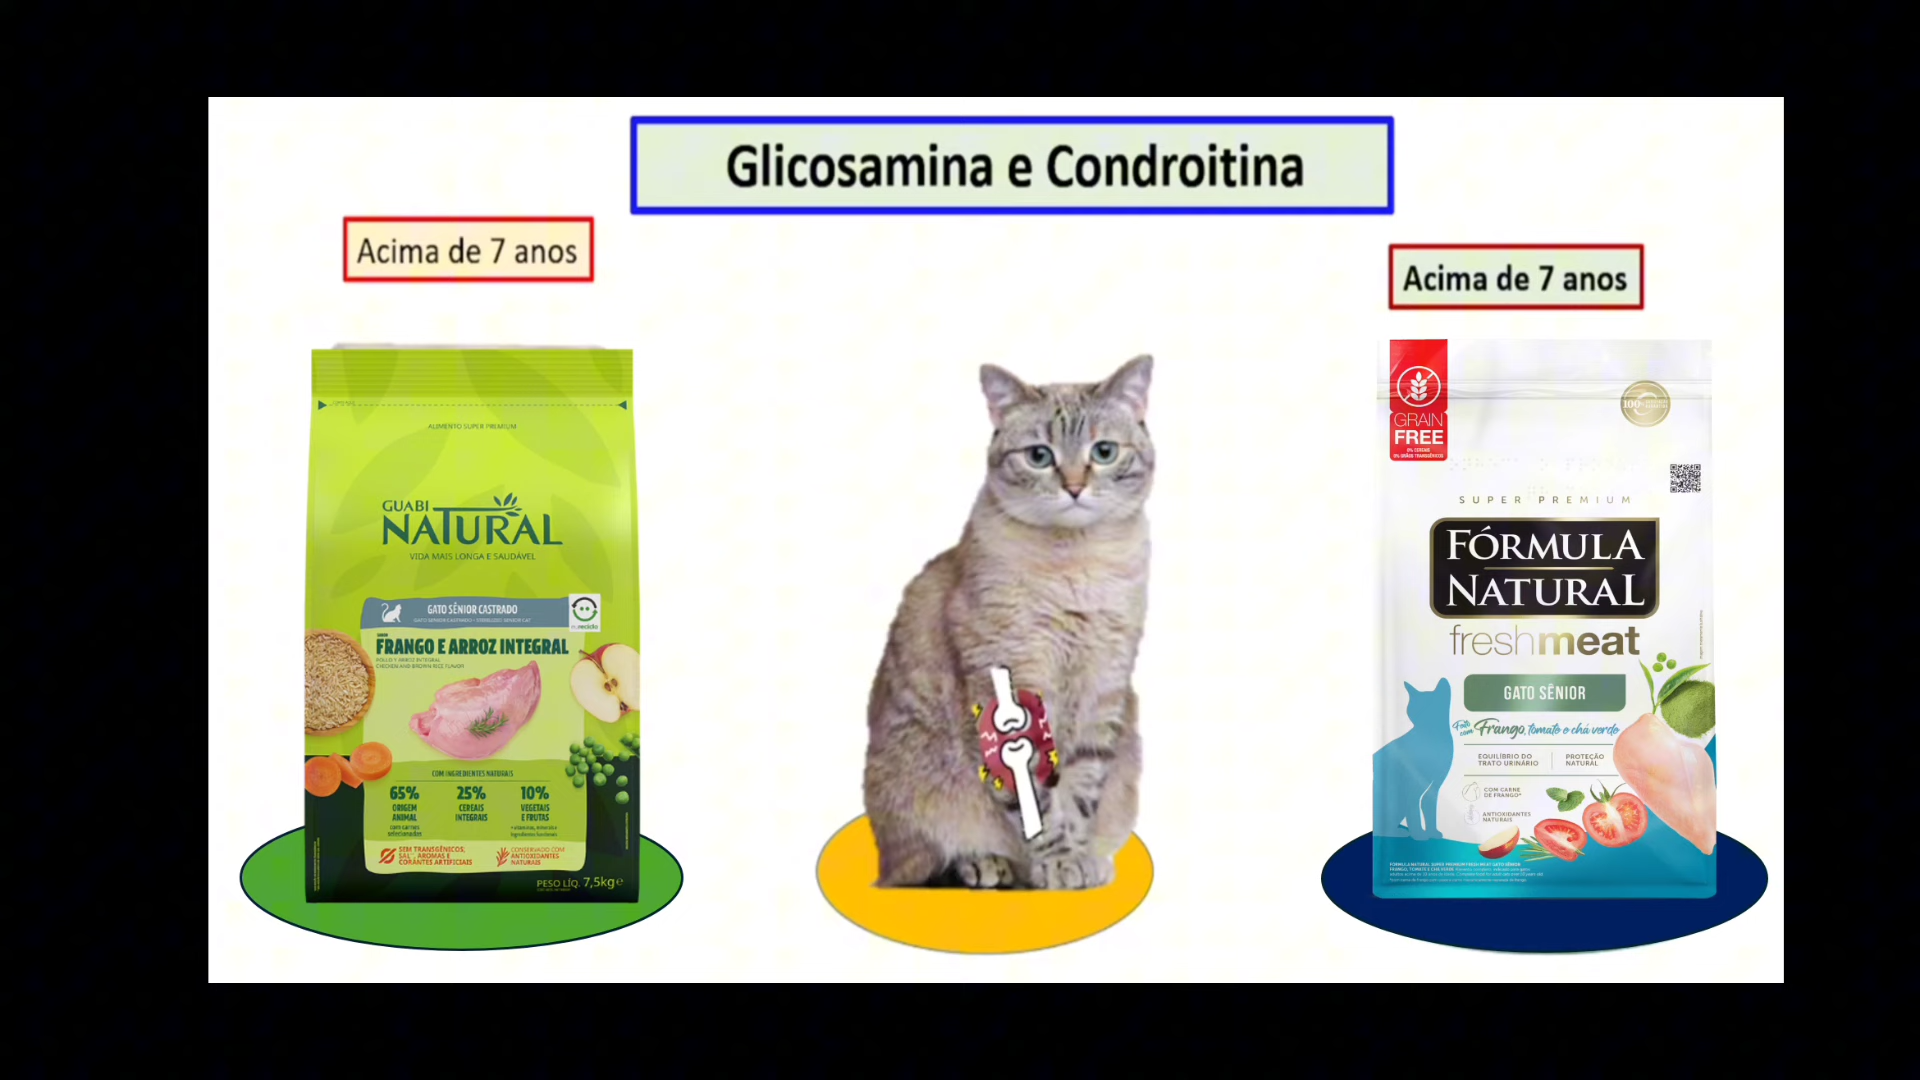 Glicosamina e Condroitina
Acima de 7 anos
Acima de 7 anos
ALIMENTO SUPER PREMIUM
GUABI
NATURAL
VIDA MAIS LONGA E SAUDÁVEL
GATO SÊNIOR CASTRADO
FRANGO E ARROZ INTEGRAL
COM INGREDIENTES NATURAIS
65% 25% 10%
ORIGEM ANIMAL
CEREAIS INTEGRAIS
VEGETAIS E FRUTAS
SEM TRANSGÊNICOS,
CORANTES ARTIFICIAIS
CONSERVADO COM
ANTIOXIDANTES
NATURAIS
PESO LÍQ. 7,5kg e
GRAIN
FREE
100%
SUPER PREMIUM
FÓRMULA
NATURAL
freshmeat
GATO SÊNIOR
Feito com Frango, tomate e chá verde
EQUILÍBRIO DO
TRATO URINÁRIO
PROTEÇÃO
NATURAL
COM CARNE
DE FRANGO*
ANTIOXIDANTES
NATURAIS